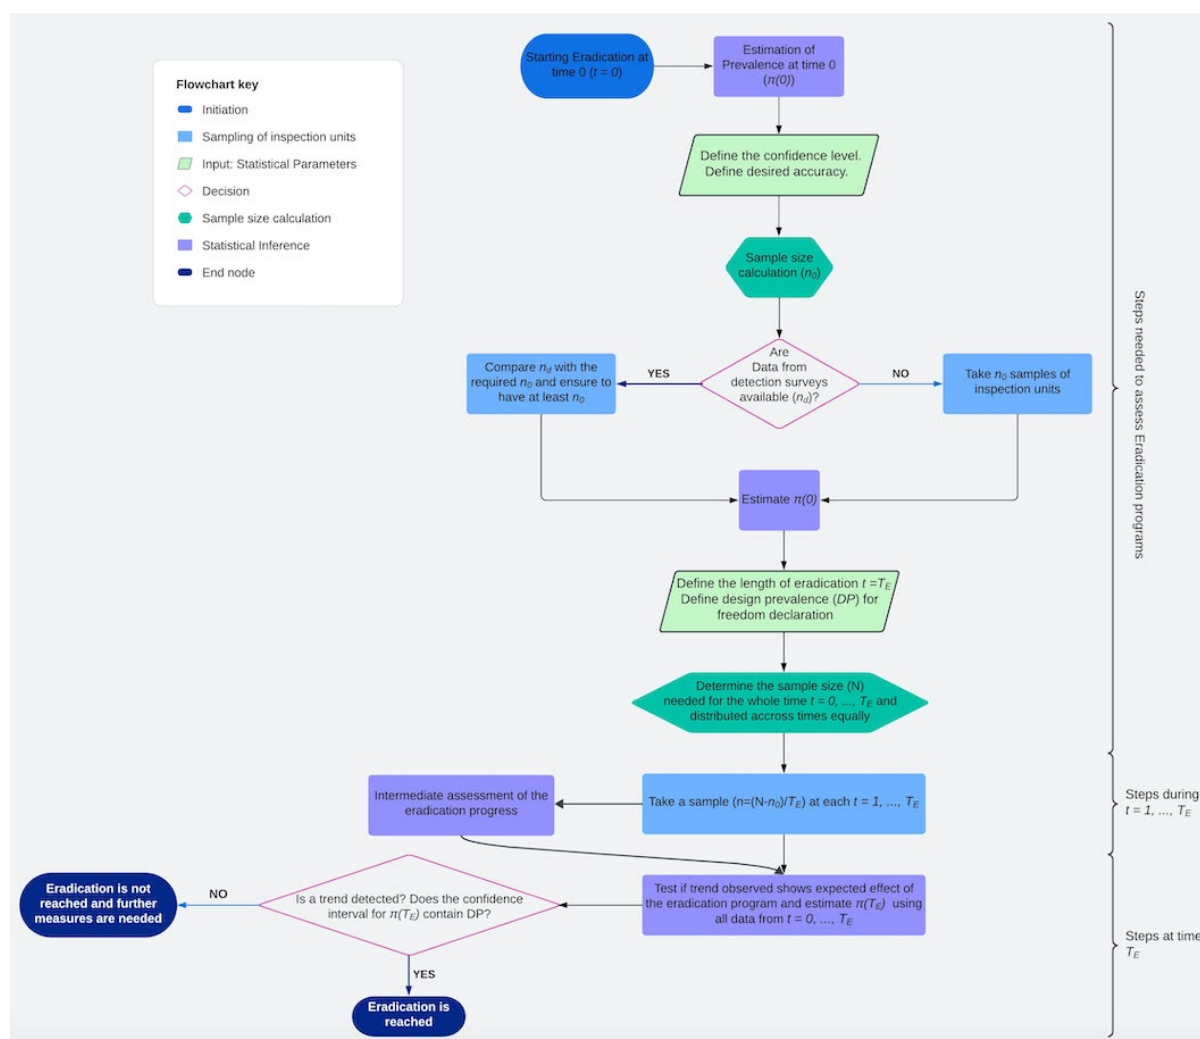 Starting Eradication at
time 0 (t = 0)
Estimation of
Prevalence at time 0
(π(0))
Flowchart key
Initiation
Sampling of inspection units
Input: Statistical Parameters
Decision
Sample size calculation
Statistical Inference
End node
Define the confidence level.
Define desired accuracy.
Sample size
calculation (n0)
Are
Data from
detection surveys
available (nd)?
YES
NO
Compare nd with the
required n0 and ensure to
have at least n0
Take n0 samples of
inspection units
Estimate π(0)
Define the length of eradication t =TE
Define design prevalence (DP) for
freedom declaration
Determine the sample size (N)
needed for the whole time t = 0, ..., TE and
distributed accross times equally
Steps needed to assess Eradication programs
Take a sample (n=(N-n0)/TE) at each t = 1, ..., TE
Intermediate assessment of the
eradication progress
Steps during
t = 1, ..., TE
Test if trend observed shows expected effect of
the eradication program and estimate π(TE) using
all data from t = 0, ..., TE
Is a trend detected? Does the confidence
interval for π(TE) contain DP?
NO
Eradication is not
reached and further
measures are needed
YES
Eradication is
reached
Steps at time
TE